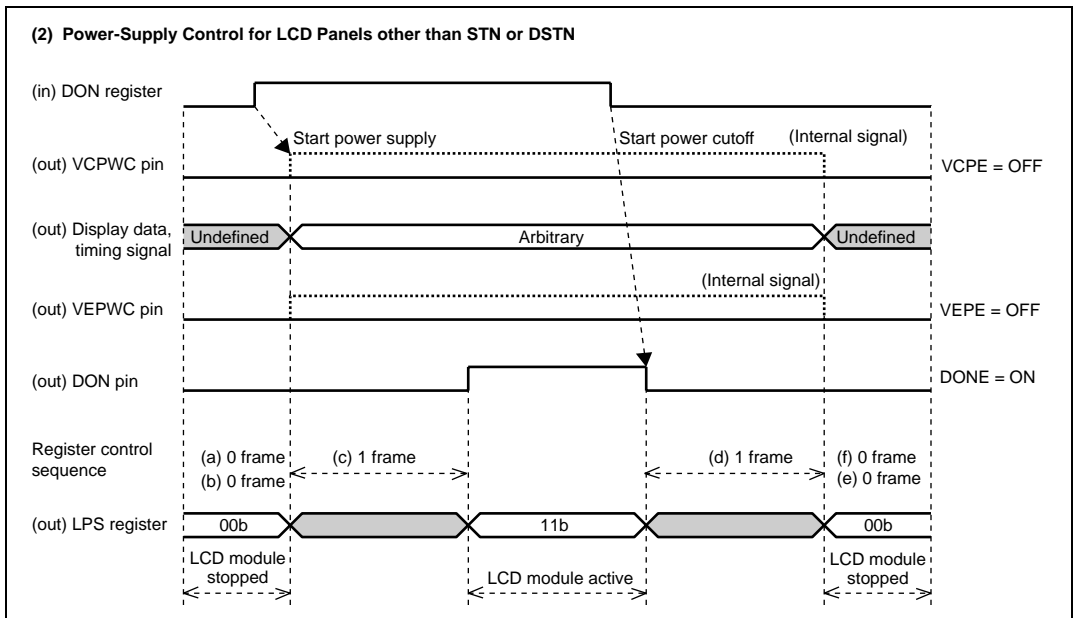 (2) Power-Supply Control for LCD Panels other than STN or DSTN
(in) DON register
Start power supply
Start power cutoff
(Internal signal)
(out) VCPWC pin
VCPE = OFF
(out) Display data,
timing signal
Undefined
Arbitrary
Undefined
(Internal signal)
(out) VEPWC pin
VEPE = OFF
(out) DON pin
DONE = ON
Register control
sequence
(a) 0 frame
(b) 0 frame
(c) 1 frame
(d) 1 frame
(f) 0 frame
(e) 0 frame
(out) LPS register
00b
11b
00b
LCD module
stopped
LCD module active
LCD module
stopped